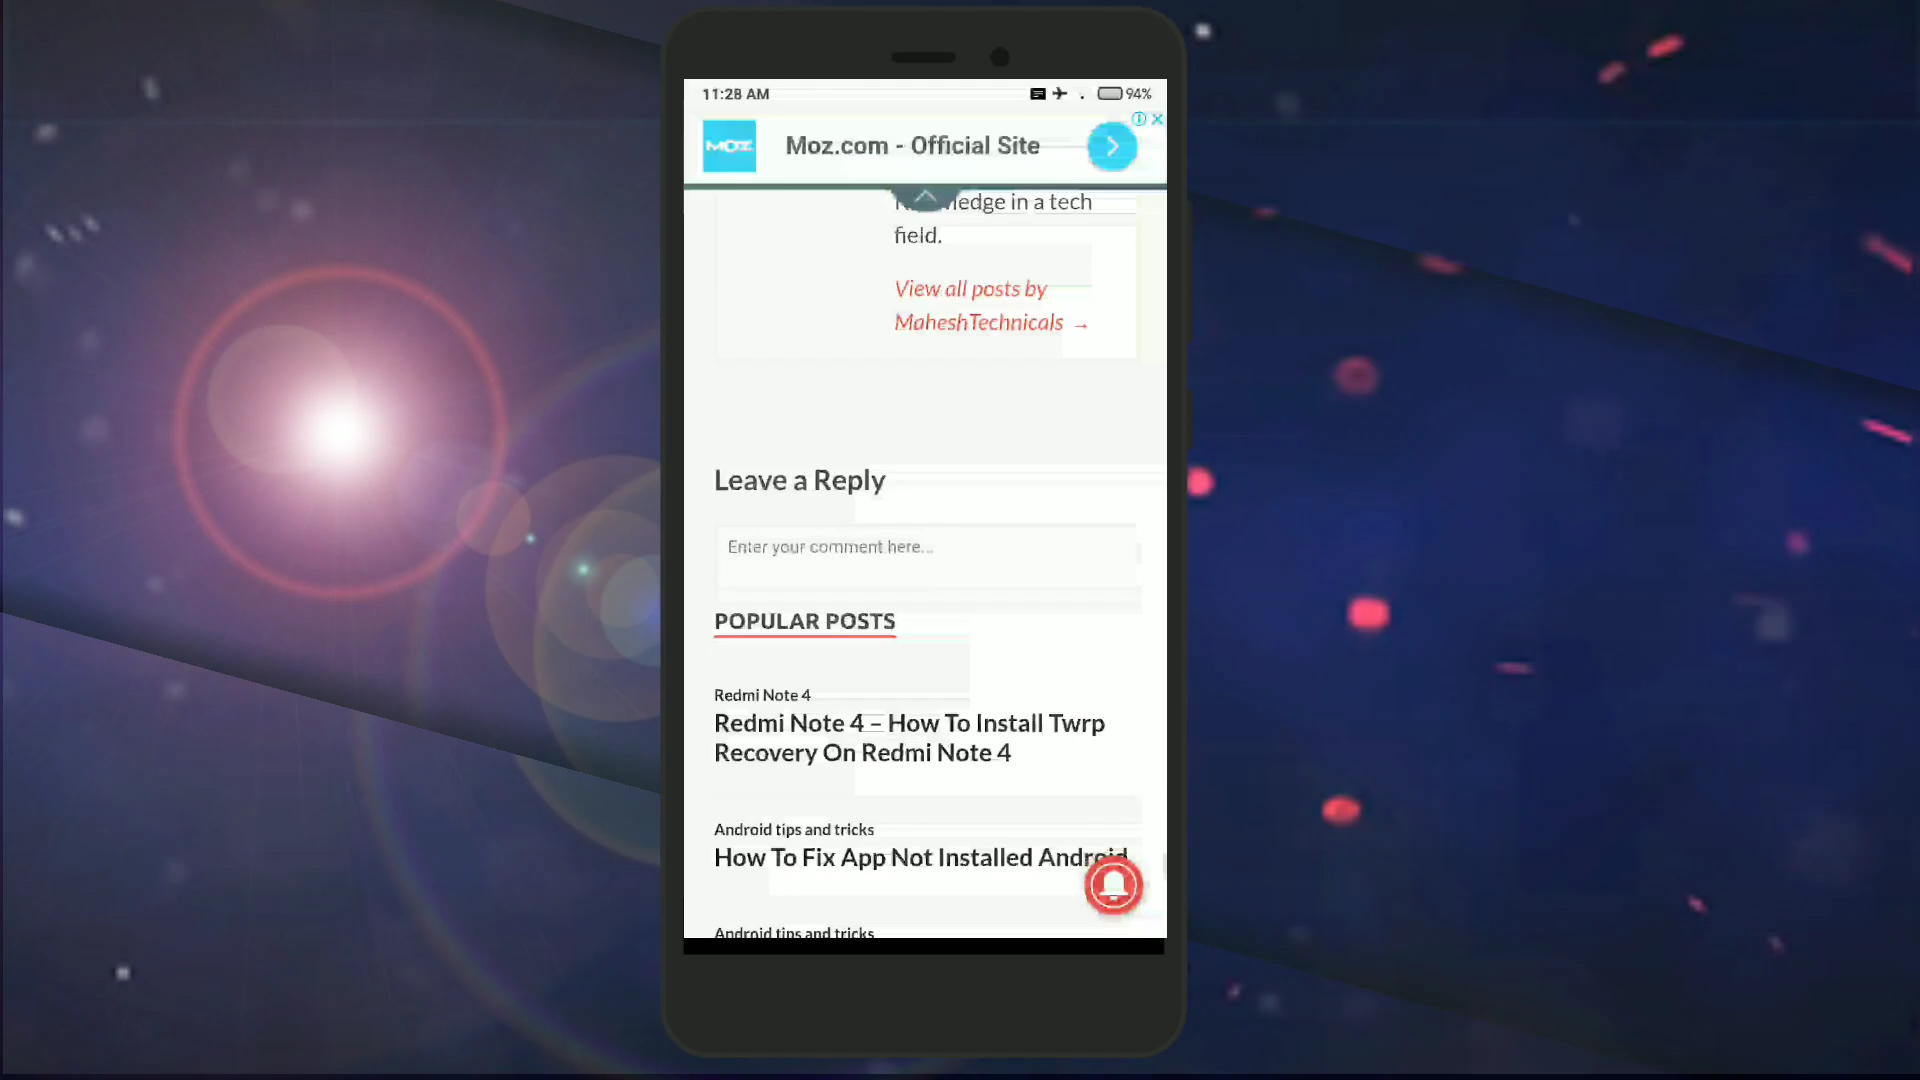 11:28 AM
94%
MOZ
Moz.com - Official Site
in a tech
field.
View all posts by
MaheshTechnicals →
Leave a Reply
Enter your comment here...
POPULAR POSTS
Redmi Note 4
Redmi Note 4 – How To Install Twrp
Recovery On Redmi Note 4
Android tips and tricks
How To Fix App Not Installed Android
Android tips and tricks